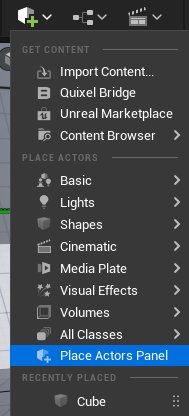 GET CONTENT
Import Content...
Quixel Bridge
Unreal Marketplace
Content Browser
PLACE ACTORS
Basic
Lights
Shapes
Cinematic
Media Plate
Visual Effects
Volumes
All Classes
Place Actors Panel
RECENTLY PLACED
Cube